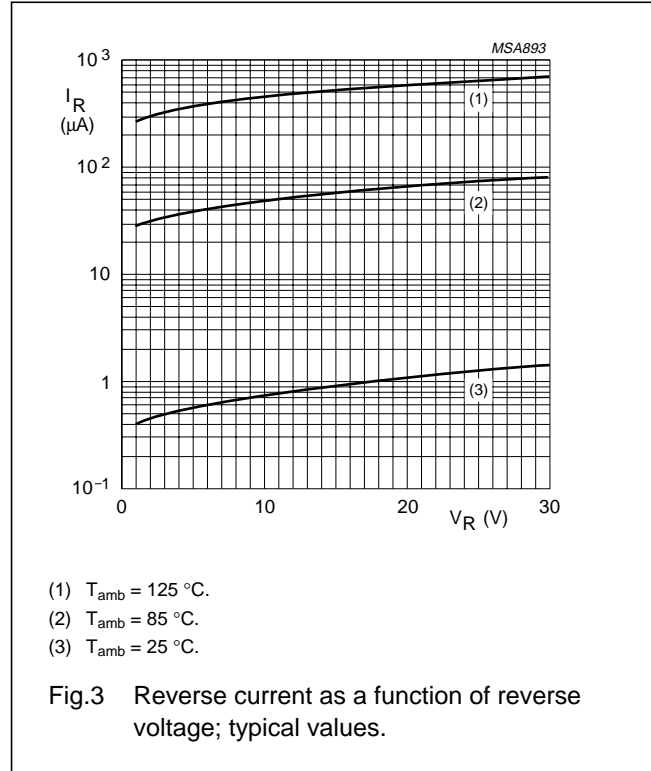 MSA893
10³
I_R
(μA)
(1)
10²
(2)
10
1
(3)
10⁻¹
0 10 20 V_R (V) 30
(1) T_amb = 125 °C.
(2) T_amb = 85 °C.
(3) T_amb = 25 °C.
Fig.3 Reverse current as a function of reverse
voltage; typical values.